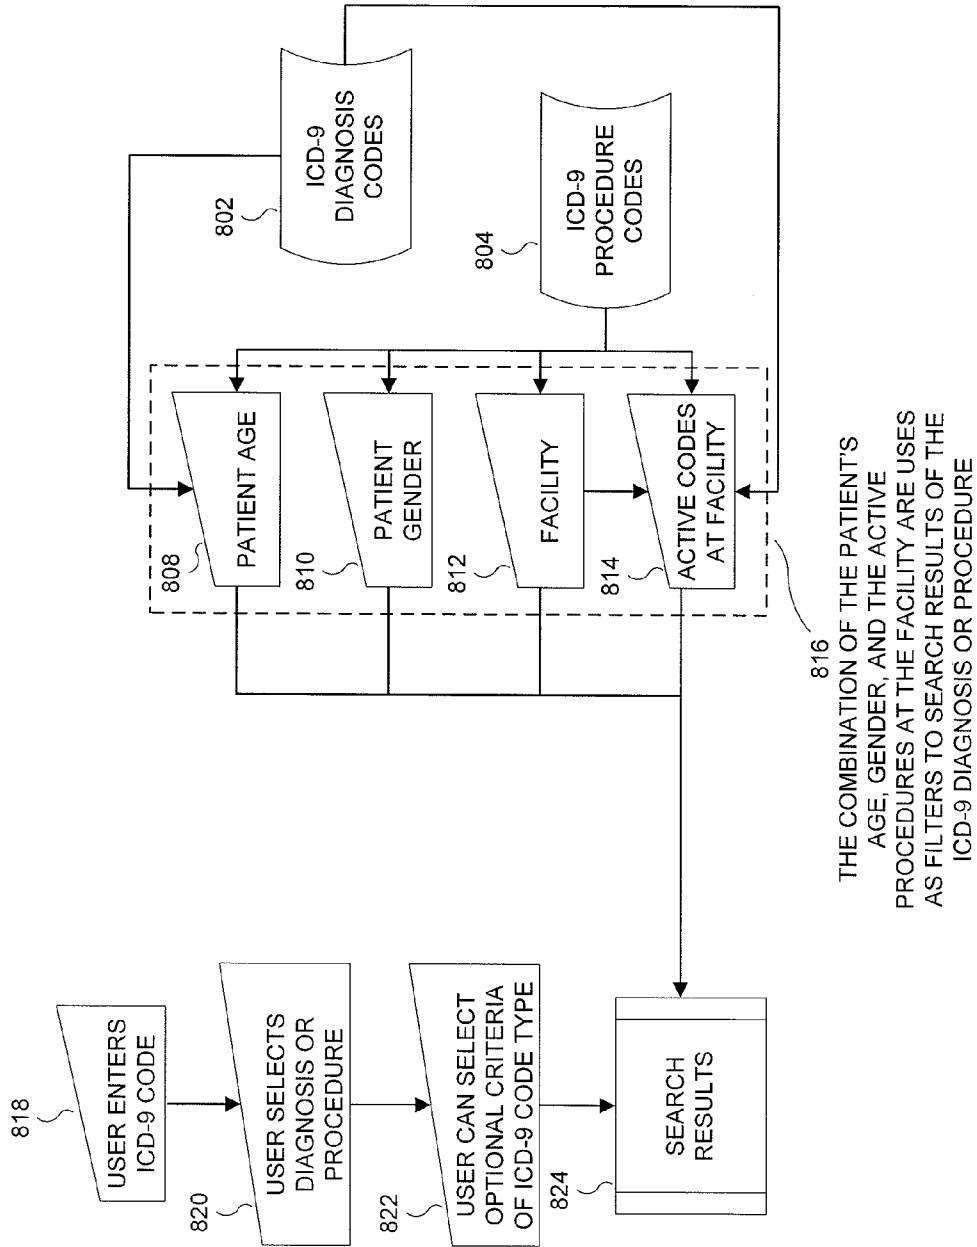 818
USER ENTERS
ICD-9 CODE
820
USER SELECTS
DIAGNOSIS OR
PROCEDURE
822
USER CAN SELECT
OPTIONAL CRITERIA
OF ICD-9 CODE TYPE
824
SEARCH
RESULTS
808
PATIENT AGE
810
PATIENT
GENDER
812
FACILITY
814
ACTIVE CODES
AT FACILITY
802
ICD-9
DIAGNOSIS
CODES
804
ICD-9
PROCEDURE
CODES
816
THE COMBINATION OF THE PATIENT'S
AGE, GENDER, AND THE ACTIVE
PROCEDURES AT THE FACILITY ARE USES
AS FILTERS TO SEARCH RESULTS OF THE
ICD-9 DIAGNOSIS OR PROCEDURE